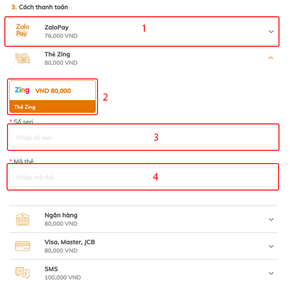 3. Cách thanh toán
Zalo Pay
ZaloPay
76,000 VND
1
Thẻ Zing
80,000 VND
Zing VND 80,000
Thẻ Zing
2
* Số seri
Nhập số seri
3
* Mã thẻ
Nhập mã thẻ
4
Ngân hàng
80,000 VND
Visa, Master, JCB
80,000 VND
SMS
100,000 VND